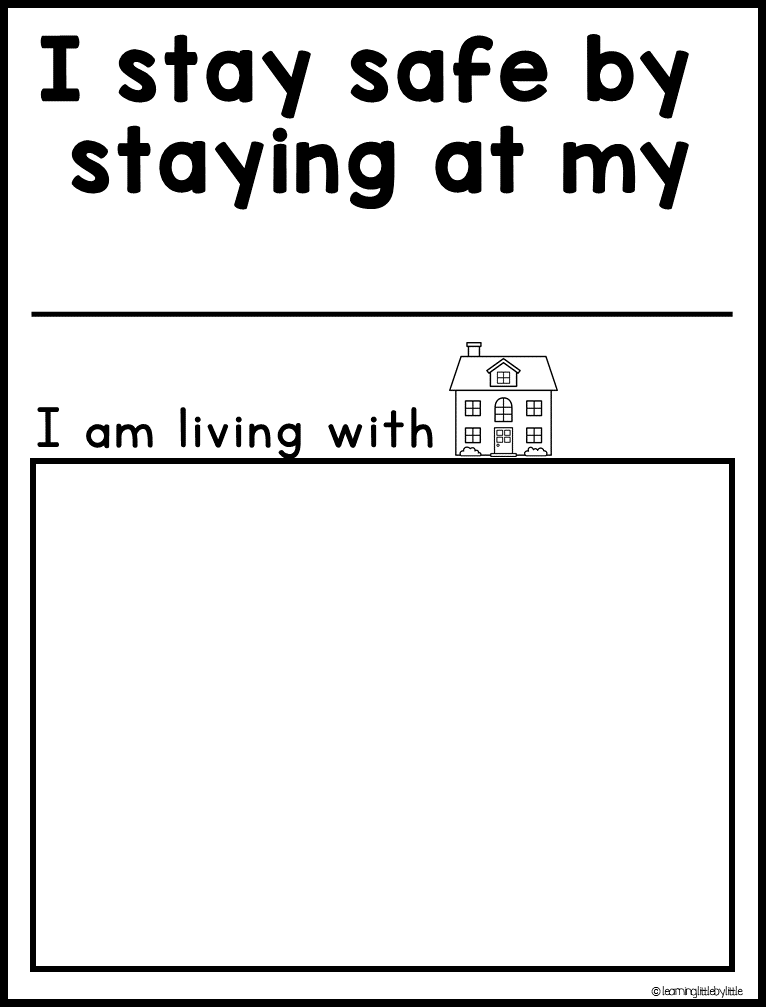 I stay safe by
staying at my
I am living with
© learninglittlebylittle